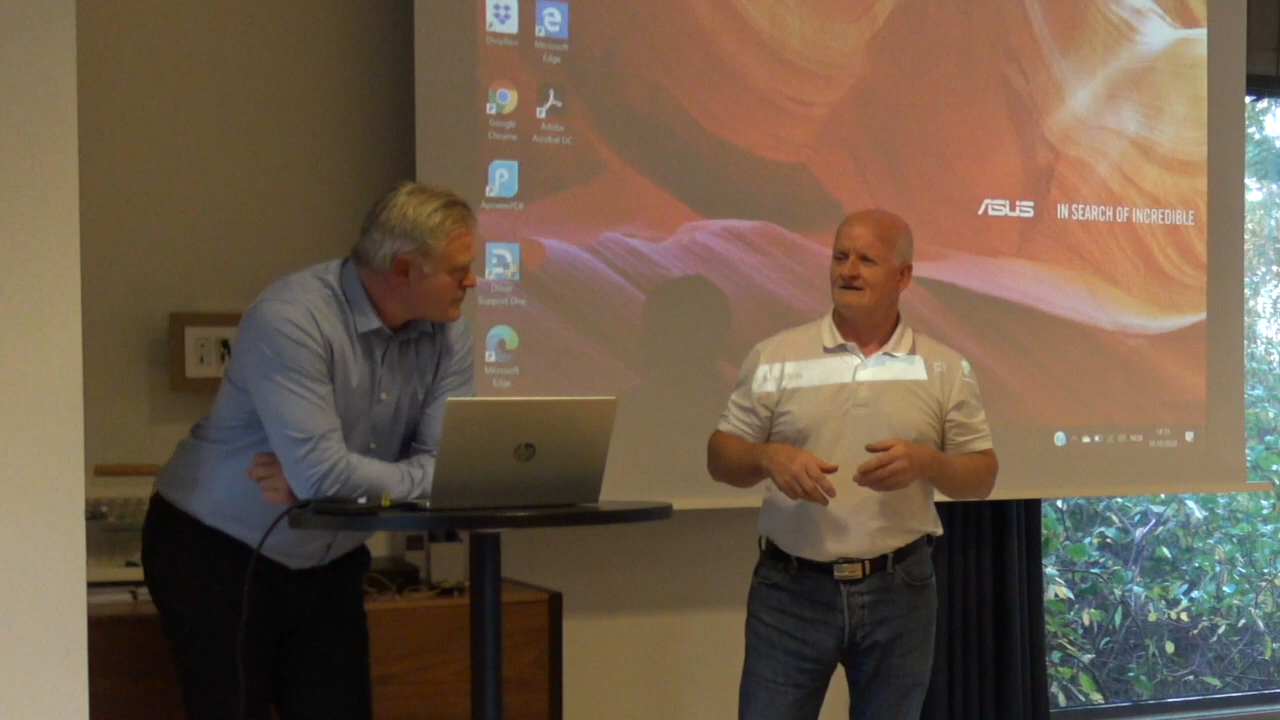 Dropbox
Microsoft
Edge
Google
Chrome
Adobe
Acrobat DC
ApowerPDF
Driver
Support One
Microsoft
Edge
ASUS IN SEARCH OF INCREDIBLE
hp
NOR